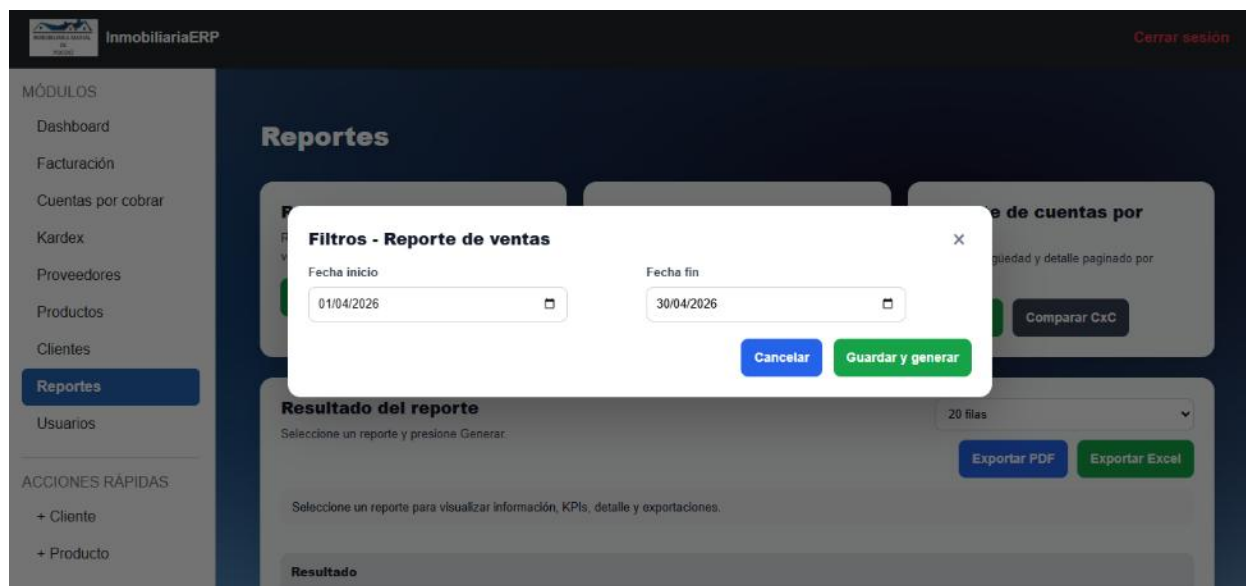 InmobiliariaERP
Cerrar sesión
MÓDULOS
Dashboard
Facturación
Cuentas por cobrar
Kardex
Proveedores
Productos
Clientes
Reportes
Usuarios
ACCIONES RÁPIDAS
+ Cliente
+ Producto
Reportes
e de cuentas por
detalle paginado por
Comparar CxC
Filtros - Reporte de ventas
×
Fecha inicio
Fecha fin
01/04/2026
30/04/2026
Cancelar
Guardar y generar
Resultado del reporte
Seleccione un reporte y presione Generar.
20 filas
Exportar PDF
Exportar Excel
Seleccione un reporte para visualizar información, KPIs, detalle y exportaciones.
Resultado